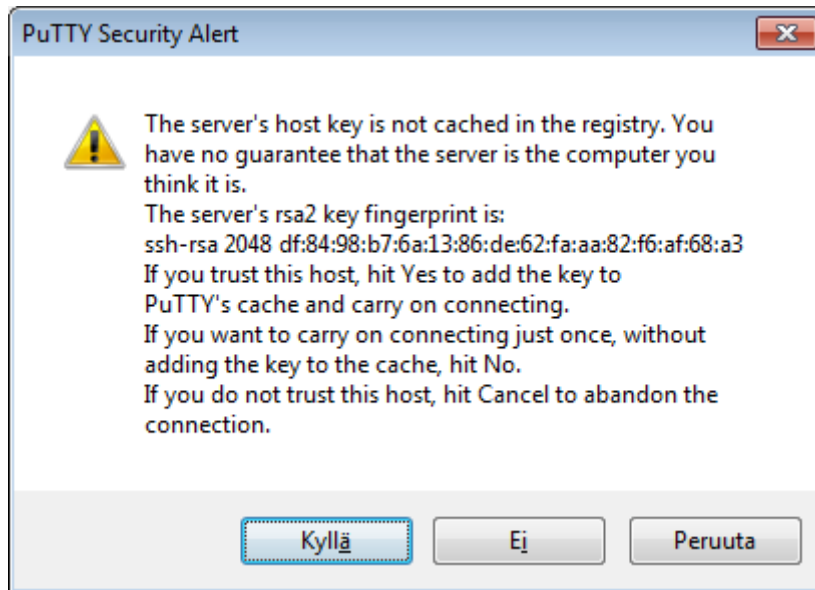 PuTTY Security Alert
The server's host key is not cached in the registry. You
have no guarantee that the server is the computer you
think it is.
The server's rsa2 key fingerprint is:
ssh-rsa 2048 df:84:98:b7:6a:13:86:de:62:fa:aa:82:f6:af:68:a3
If you trust this host, hit Yes to add the key to
PuTTY's cache and carry on connecting.
If you want to carry on connecting just once, without
adding the key to the cache, hit No.
If you do not trust this host, hit Cancel to abandon the
connection.
Kyllä
Ei
Peruuta